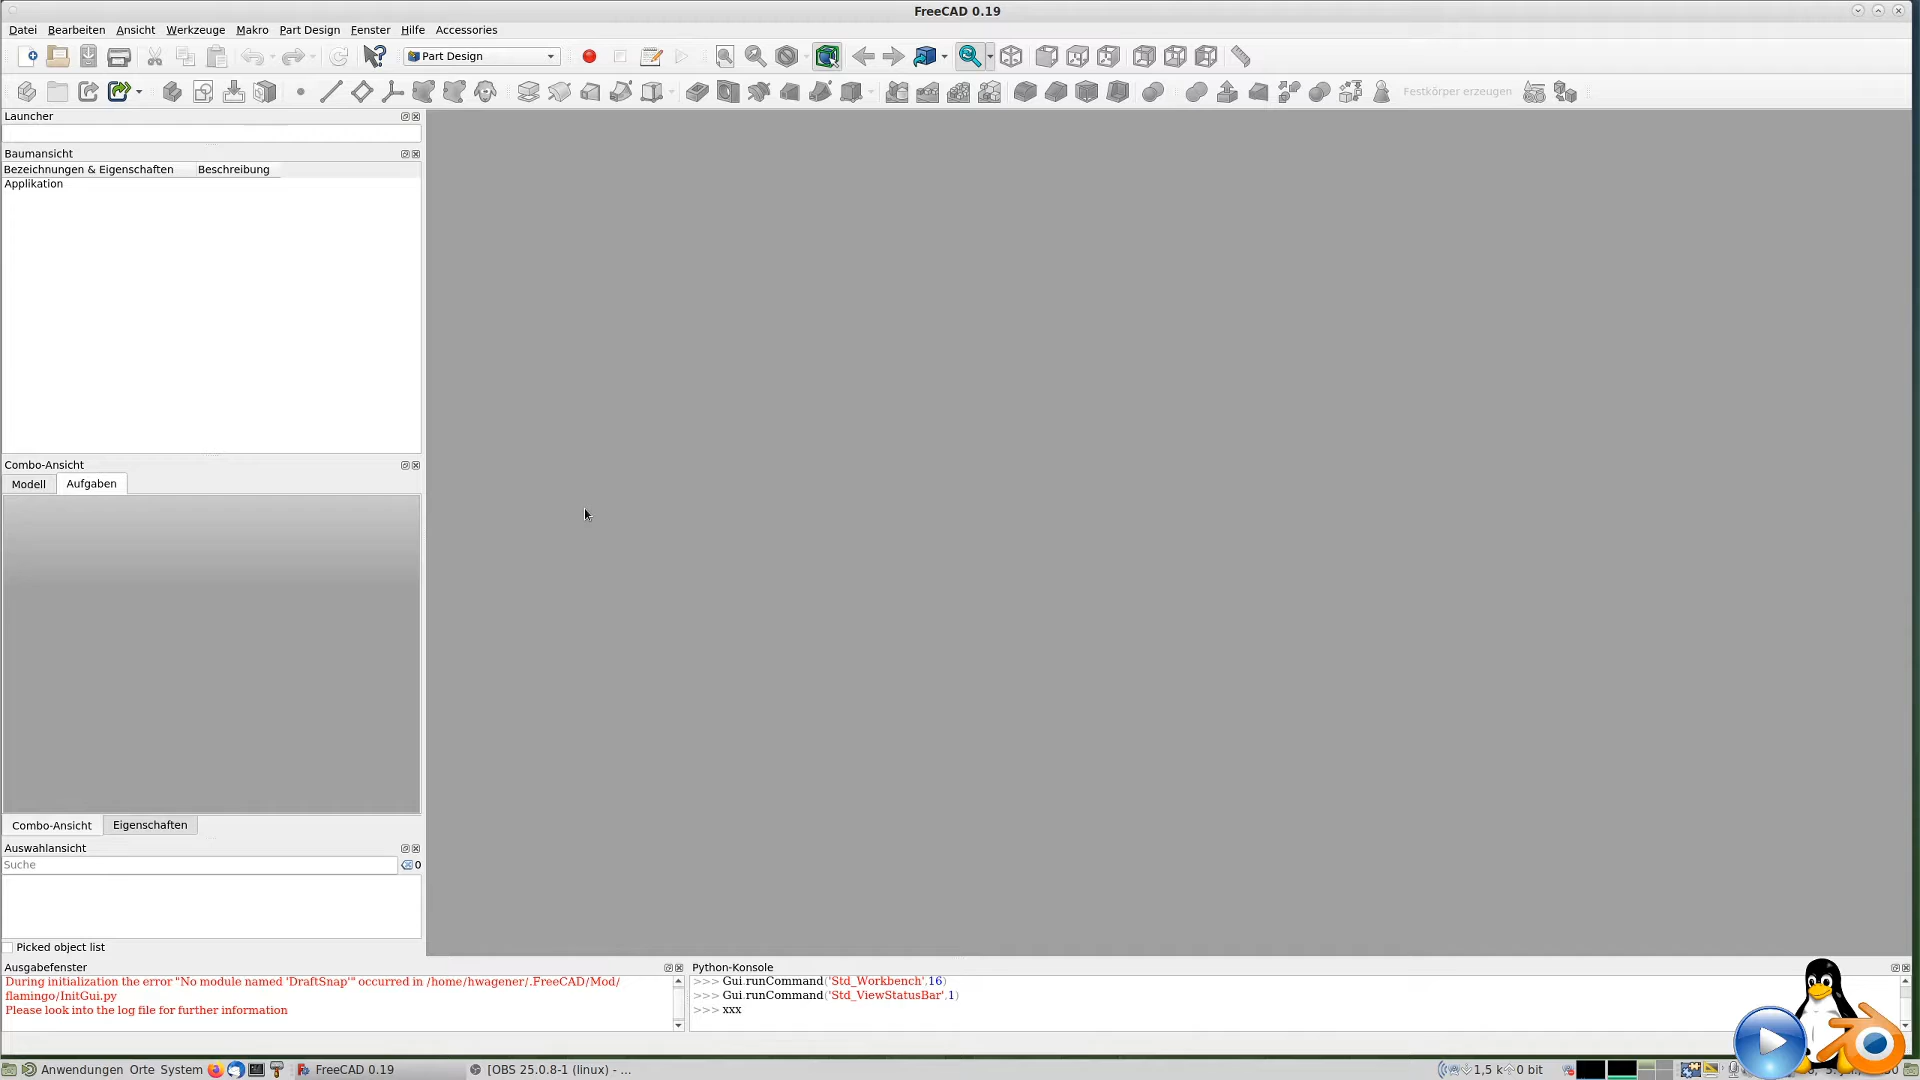 FreeCAD 0.19
Datei Bearbeiten Ansicht Werkzeuge Makro Part Design Fenster Hilfe Accessories
Part Design
Festkörper erzeugen
Launcher
Baumansicht
Bezeichnungen & Eigenschaften Beschreibung
Applikation
Combo-Ansicht
Modell Aufgaben
Combo-Ansicht Eigenschaften
Auswahlansicht
Suche 0
Picked object list
Ausgabefenster
During initialization the error "No module named 'DraftSnap'" occurred in /home/hwagener/.FreeCAD/Mod/
flamingo/InitGui.py
Please look into the log file for further information
Python-Konsole
>>> Gui.runCommand('Std_Workbench',16)
>>> Gui.runCommand('Std_ViewStatusBar',1)
>>> xxx
Anwendungen Orte System FreeCAD 0.19 [OBS 25.0.8-1 (linux) - ... 1,5 k 0 bit